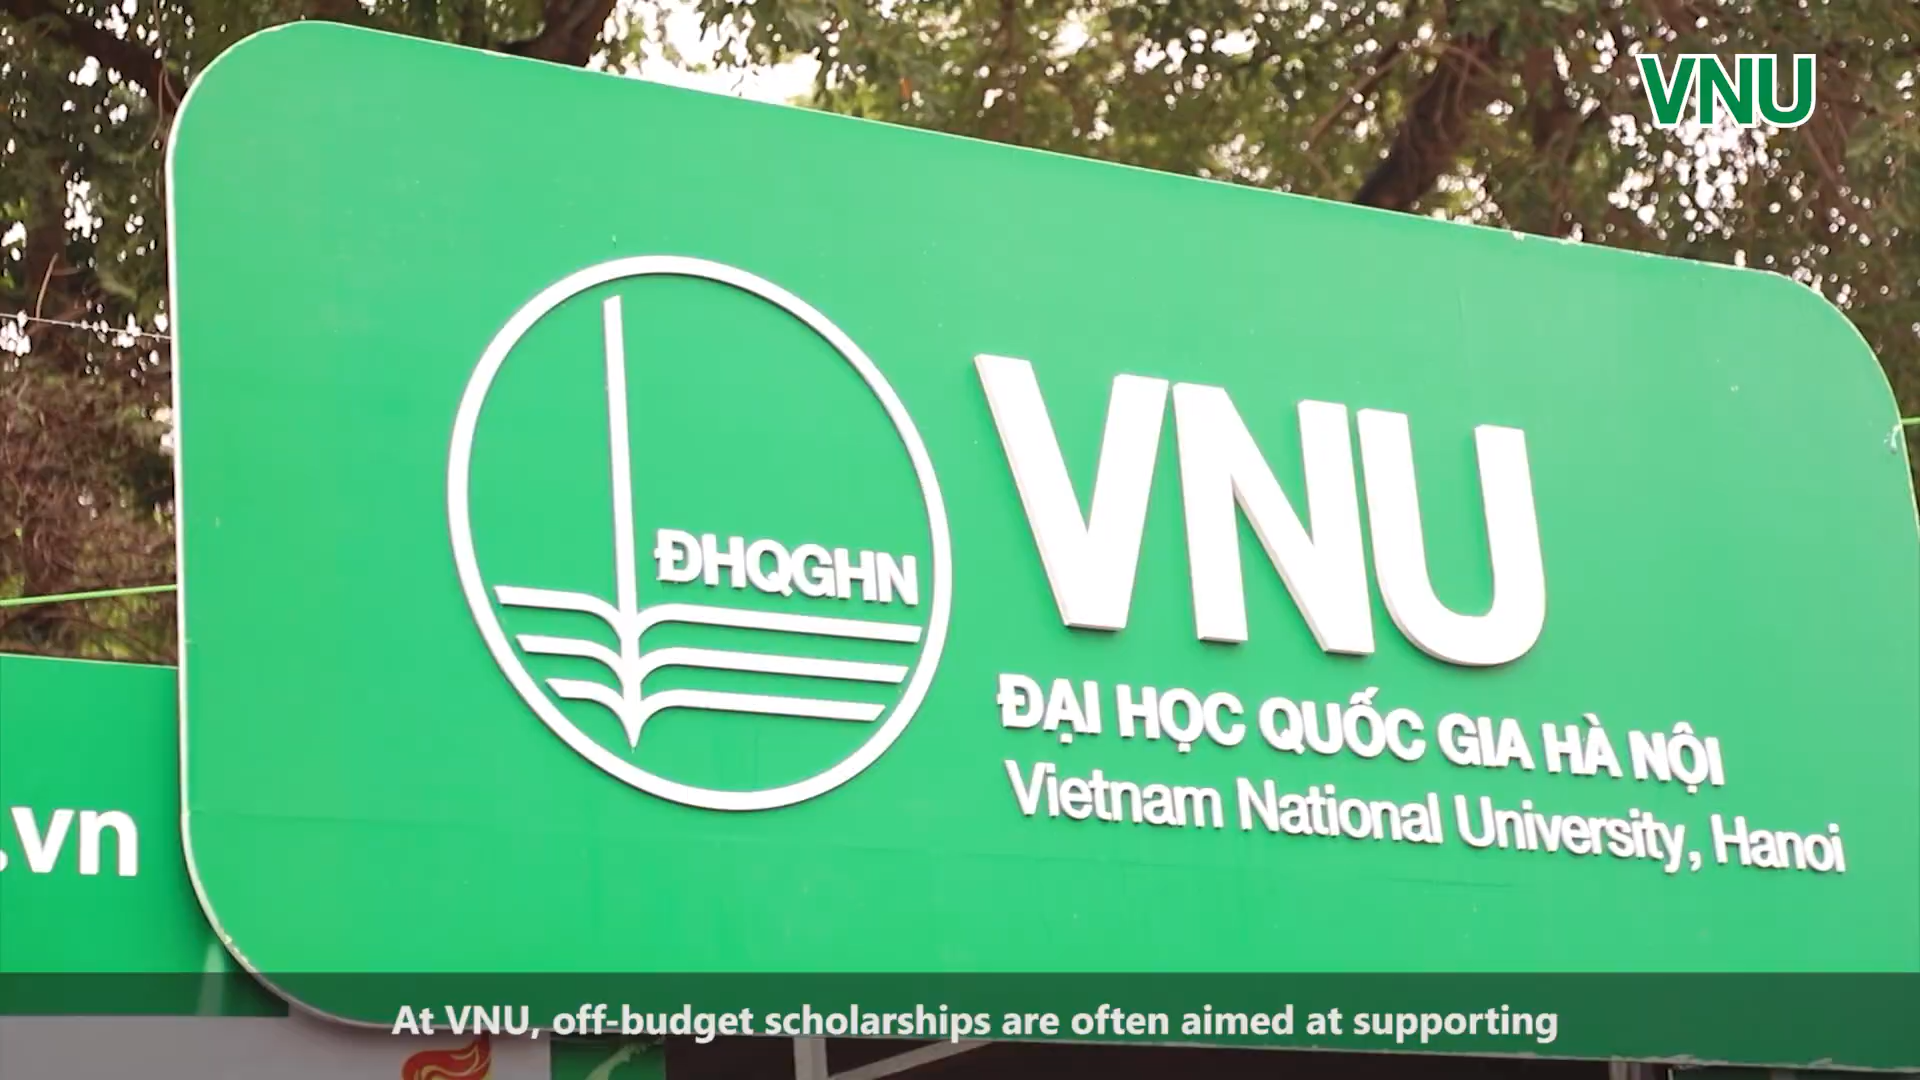 VNU
ĐHQGHN
VNU
ĐẠI HỌC QUỐC GIA HÀ NỘI
Vietnam National University, Hanoi
.vn
At VNU, off-budget scholarships are often aimed at supporting